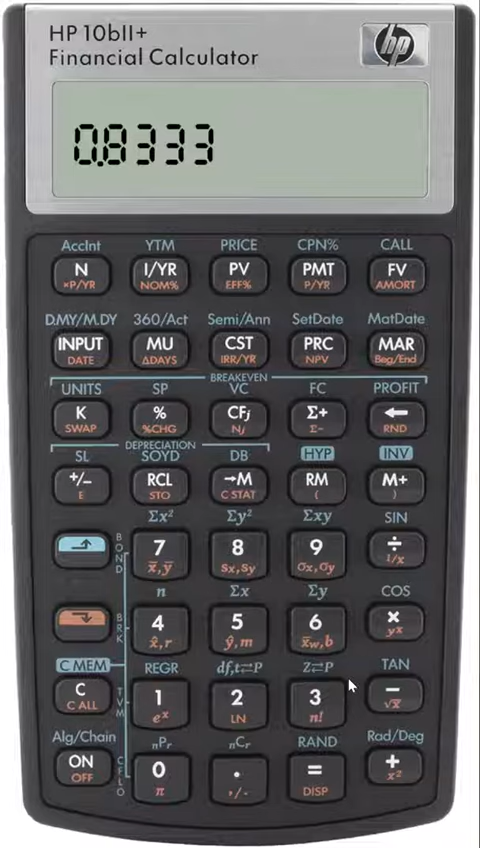 HP 10bII+
Financial Calculator
hp
0.8333
AccInt YTM PRICE CPN% CALL
N I/YR PV PMT FV
×P/YR NOM% EFF% P/YR AMORT
D.MY/M.DY 360/Act Semi/Ann SetDate MatDate
INPUT MU CST PRC MAR
DATE ΔDAYS IRR/YR NPV Beg/End
BREAKEVEN
UNITS SP VC FC PROFIT
K % CFj Σ+ ←
SWAP %CHG Nj Σ− RND
DEPRECIATION
SL SOYD DB HYP INV
+/− RCL →M RM M+
E STO C STAT ( )
Σx² Σy² Σxy SIN
7 8 9 ÷
x̄,ȳ sx,sy σx,σy 1/x
BOND
n Σx Σy COS
4 5 6 ×
x̂,r ŷ,m x̄w,b yˣ
BRK
C MEM REGR df,t⇄P Z⇄P TAN
C 1 2 3 −
C ALL eˣ LN n! √x
TVM
Alg/Chain nPr nCr RAND Rad/Deg
ON 0 . = +
OFF π ,/. DISP x²
CFLO